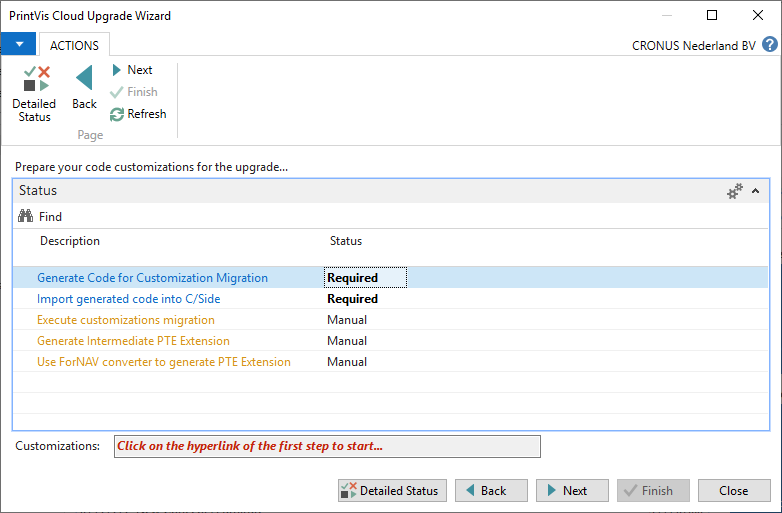 PrintVis Cloud Upgrade Wizard
ACTIONS
CRONUS Nederland BV
?
Detailed
Status
Back
Next
Finish
Refresh
Page
Prepare your code customizations for the upgrade...
Status
Find
Description Status
Generate Code for Customization Migration Required
Import generated code into C/Side Required
Execute customizations migration Manual
Generate Intermediate PTE Extension Manual
Use ForNAV converter to generate PTE Extension Manual
Customizations: Click on the hyperlink of the first step to start...
Detailed Status Back Next Finish Close